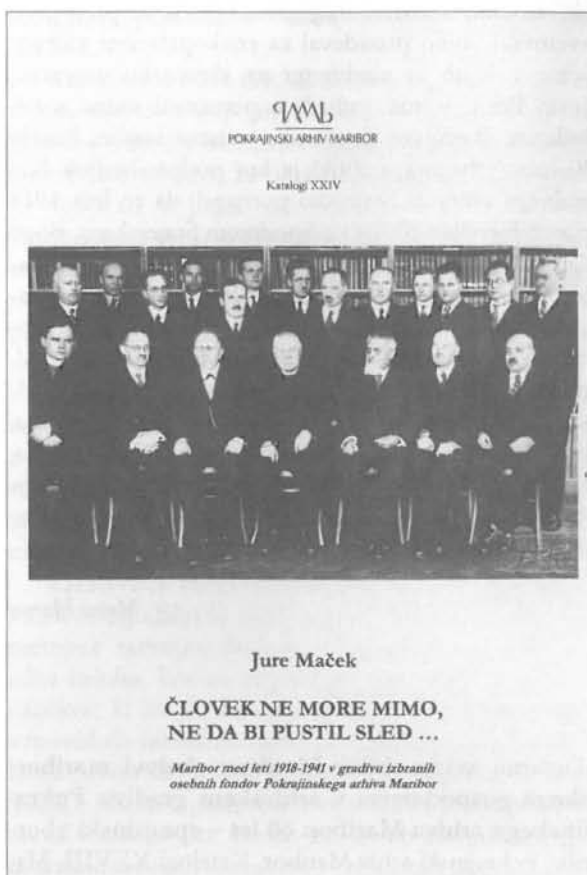 POKRAJINSKI ARHIV MARIBOR
Katalogi XXIV
Jure Maček
ČLOVEK NE MORE MIMO,
NE DA BI PUSTIL SLED ...
Maribor med leti 1918-1941 v gradivu izbranih
osebnih fondov Pokrajinskega arhiva Maribor